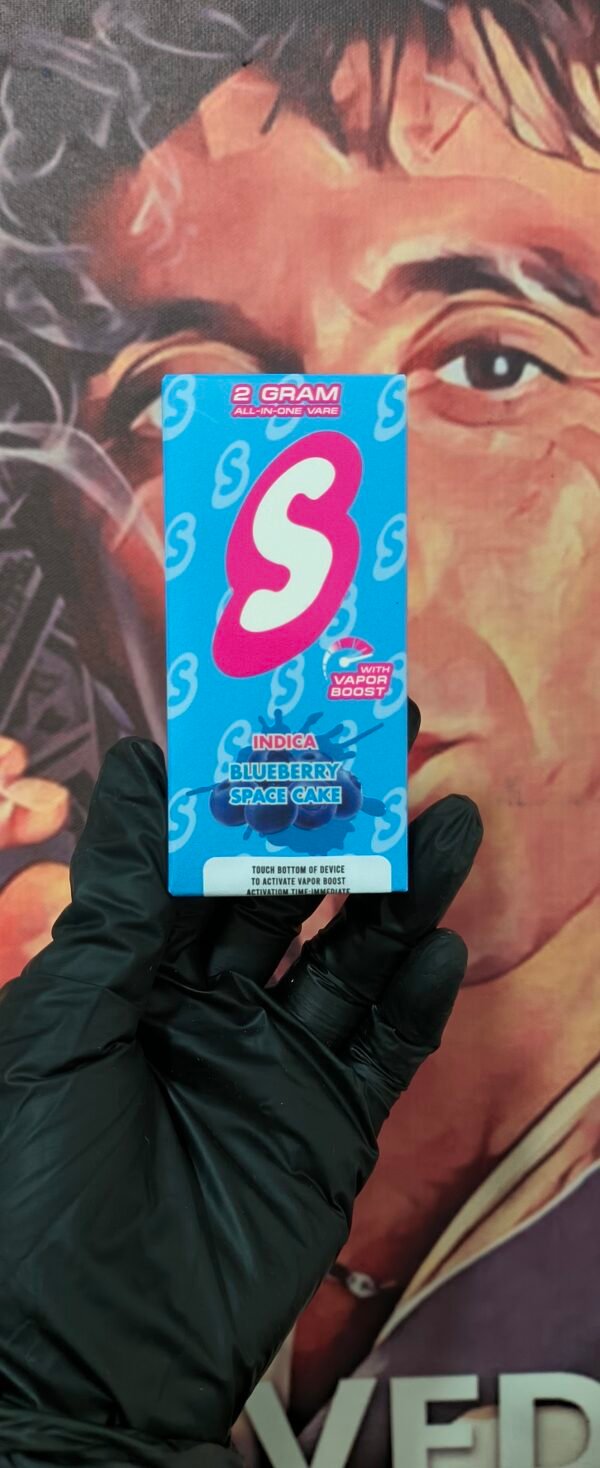 2 GRAM
ALL-IN-ONE VAPE
S
WITH
VAPOR
BOOST
INDICA
BLUEBERRY
SPACE CAKE
TOUCH BOTTOM OF DEVICE
TO ACTIVATE VAPOR BOOST
ACTIVATION TIME: IMMEDIATE
VED